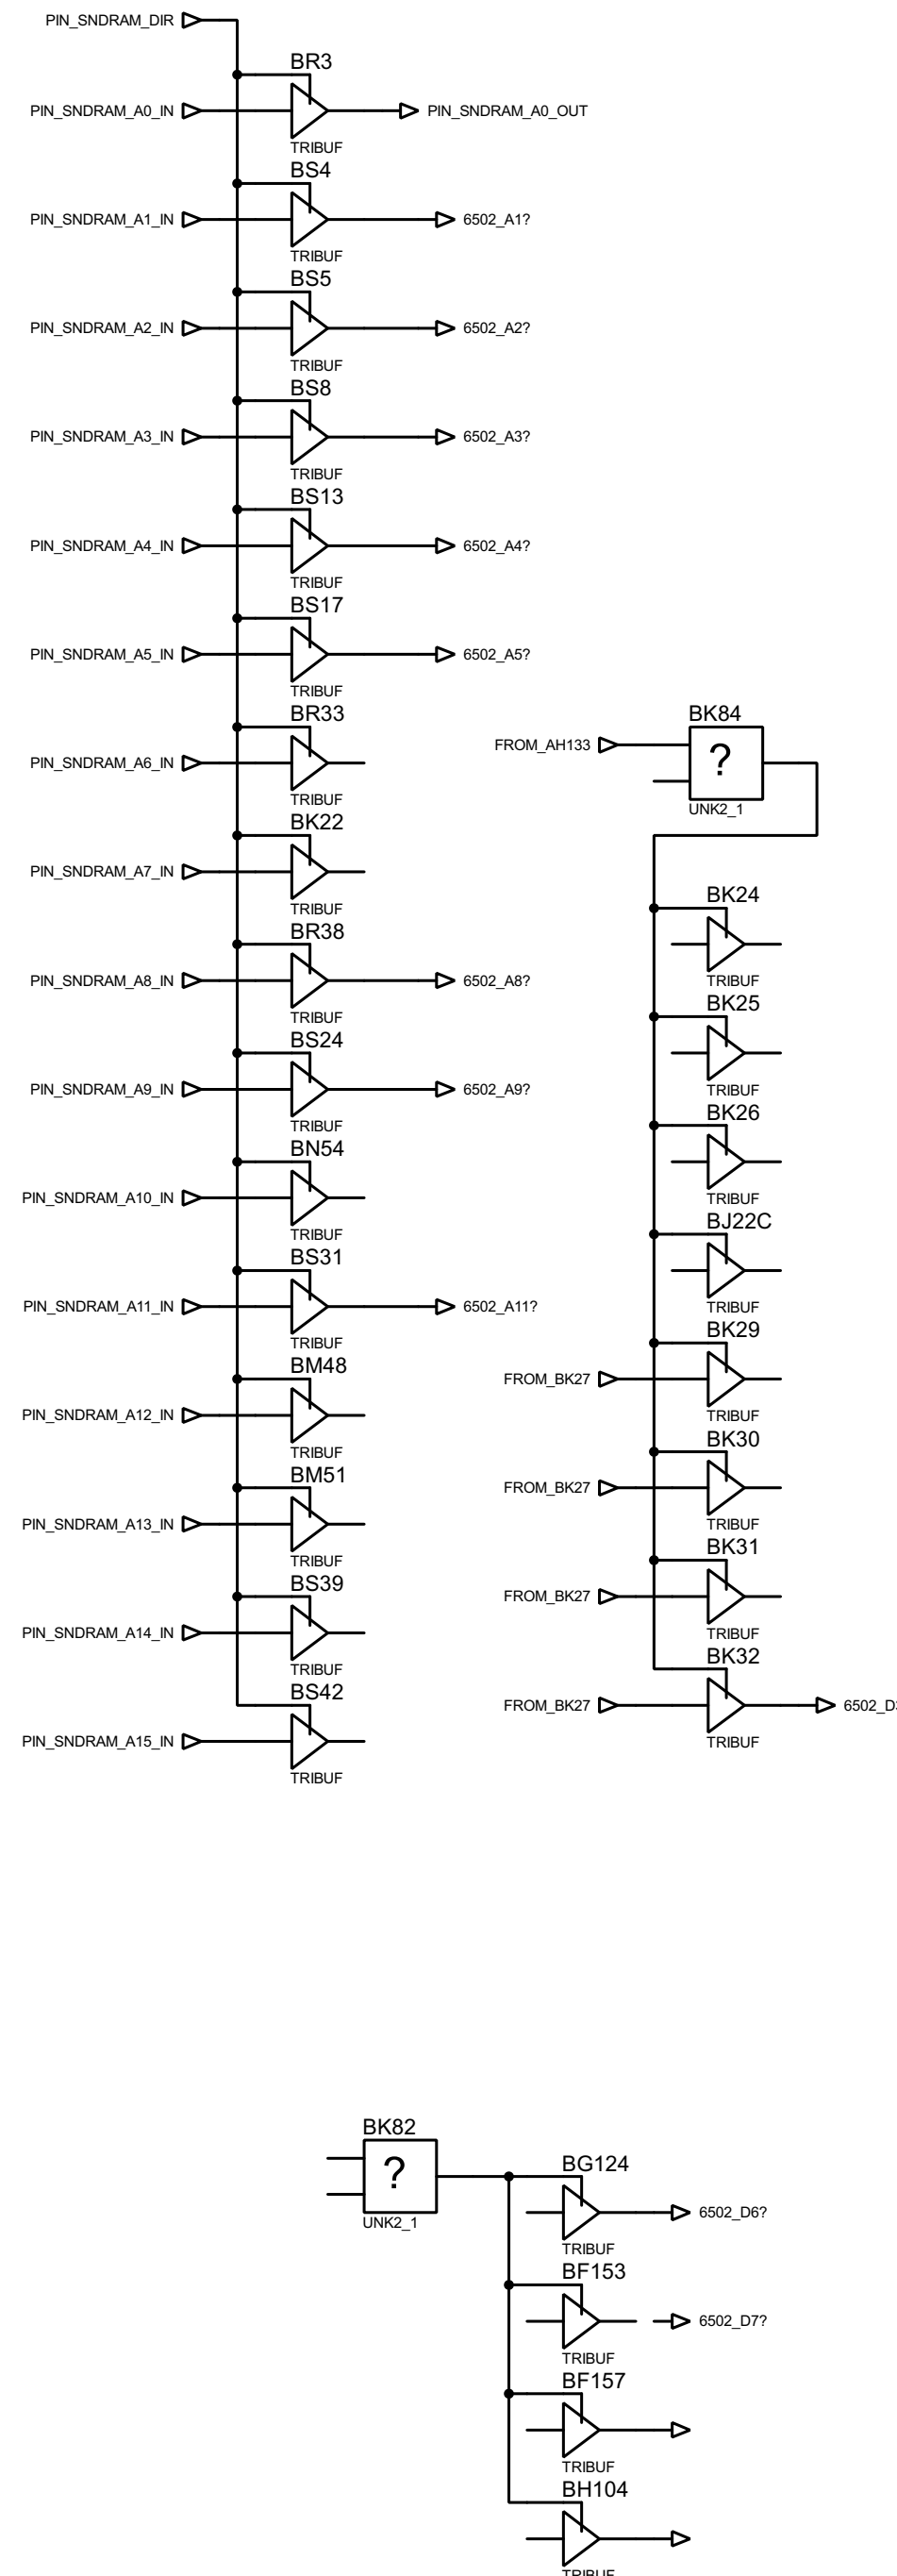 PIN_SNDRAM_DIR
BR3
PIN_SNDRAM_A0_IN
PIN_SNDRAM_A0_OUT
TRIBUF
BS4
PIN_SNDRAM_A1_IN
6502_A1?
TRIBUF
BS5
PIN_SNDRAM_A2_IN
6502_A2?
TRIBUF
BS8
PIN_SNDRAM_A3_IN
6502_A3?
TRIBUF
BS13
PIN_SNDRAM_A4_IN
6502_A4?
TRIBUF
BS17
PIN_SNDRAM_A5_IN
6502_A5?
TRIBUF
BR33
PIN_SNDRAM_A6_IN
TRIBUF
BK22
PIN_SNDRAM_A7_IN
TRIBUF
BR38
PIN_SNDRAM_A8_IN
6502_A8?
TRIBUF
BS24
PIN_SNDRAM_A9_IN
6502_A9?
TRIBUF
BN54
PIN_SNDRAM_A10_IN
TRIBUF
BS31
PIN_SNDRAM_A11_IN
6502_A11?
TRIBUF
BM48
PIN_SNDRAM_A12_IN
TRIBUF
BM51
PIN_SNDRAM_A13_IN
TRIBUF
BS39
PIN_SNDRAM_A14_IN
TRIBUF
BS42
PIN_SNDRAM_A15_IN
TRIBUF
BK84
FROM_AH133
?
UNK2_1
BK24
TRIBUF
BK25
TRIBUF
BK26
TRIBUF
BJ22C
TRIBUF
BK29
FROM_BK27
TRIBUF
BK30
FROM_BK27
TRIBUF
BK31
FROM_BK27
TRIBUF
BK32
FROM_BK27
TRIBUF
BK82
?
UNK2_1
BG124
6502_D6?
TRIBUF
BF153
6502_D7?
TRIBUF
BF157
TRIBUF
BH104
TRIBUF